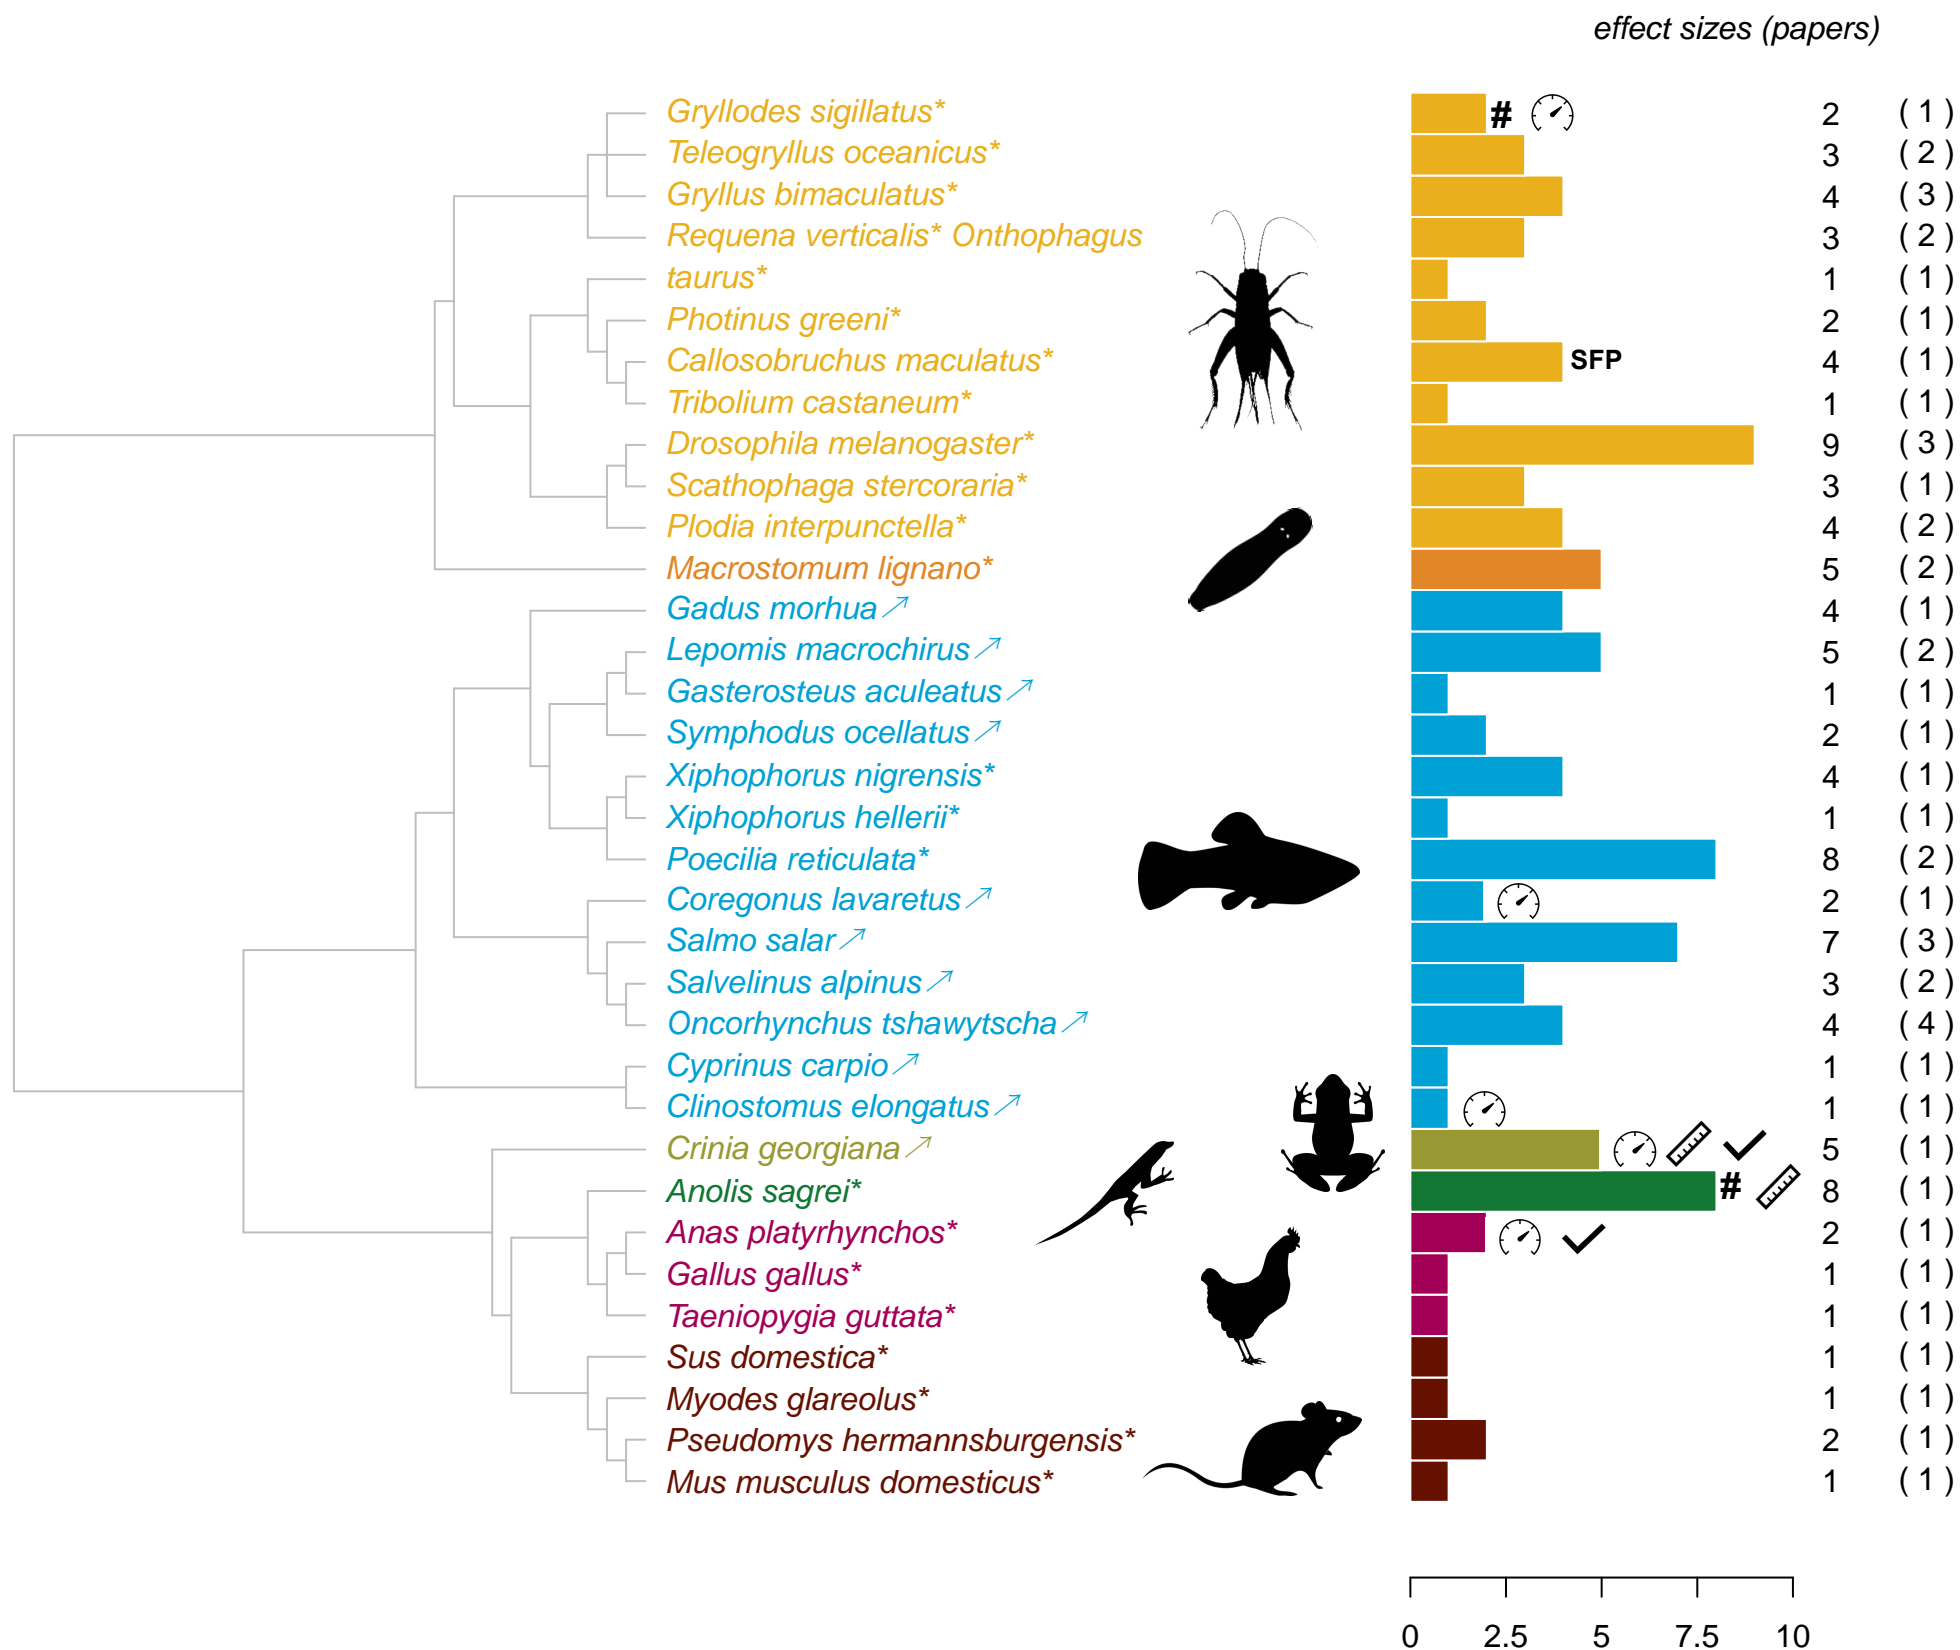 effect sizes (papers)
Gryllodes sigillatus* # 2 ( 1 )
Teleogryllus oceanicus* 3 ( 2 )
Gryllus bimaculatus* 4 ( 3 )
Requena verticalis* Onthophagus 3 ( 2 )
taurus* 1 ( 1 )
Photinus greeni* 2 ( 1 )
Callosobruchus maculatus* SFP 4 ( 1 )
Tribolium castaneum* 1 ( 1 )
Drosophila melanogaster* 9 ( 3 )
Scathophaga stercoraria* 3 ( 1 )
Plodia interpunctella* 4 ( 2 )
Macrostomum lignano* 5 ( 2 )
Gadus morhua↗ 4 ( 1 )
Lepomis macrochirus↗ 5 ( 2 )
Gasterosteus aculeatus↗ 1 ( 1 )
Symphodus ocellatus↗ 2 ( 1 )
Xiphophorus nigrensis* 4 ( 1 )
Xiphophorus hellerii* 1 ( 1 )
Poecilia reticulata* 8 ( 2 )
Coregonus lavaretus↗ 2 ( 1 )
Salmo salar↗ 7 ( 3 )
Salvelinus alpinus↗ 3 ( 2 )
Oncorhynchus tshawytscha↗ 4 ( 4 )
Cyprinus carpio↗ 1 ( 1 )
Clinostomus elongatus↗ 1 ( 1 )
Crinia georgiana↗ ✓ 5 ( 1 )
Anolis sagrei* # 8 ( 1 )
Anas platyrhynchos* ✓ 2 ( 1 )
Gallus gallus* 1 ( 1 )
Taeniopygia guttata* 1 ( 1 )
Sus domestica* 1 ( 1 )
Myodes glareolus* 1 ( 1 )
Pseudomys hermannsburgensis* 2 ( 1 )
Mus musculus domesticus* 1 ( 1 )
0 2.5 5 7.5 10